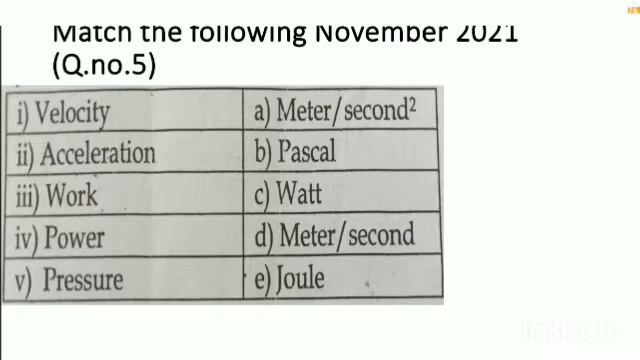 Match the following November 2021
(Q.no.5)
i) Velocity a) Meter/second²
ii) Acceleration b) Pascal
iii) Work c) Watt
iv) Power d) Meter/second
v) Pressure e) Joule